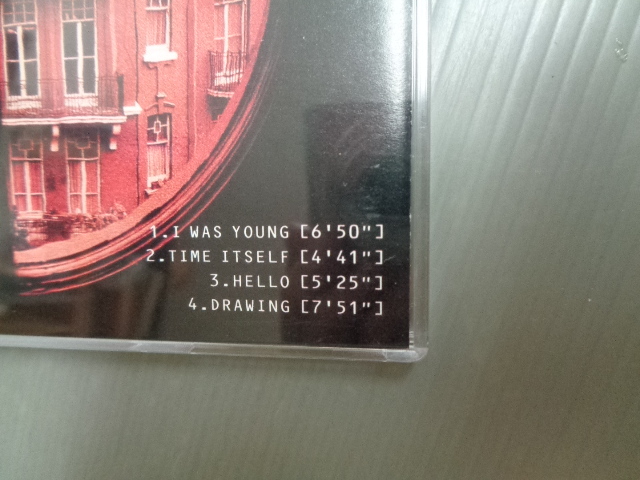 1.I WAS YOUNG [6'50"]
2.TIME ITSELF [4'41"]
3.HELLO [5'25"]
4.DRAWING [7'51"]